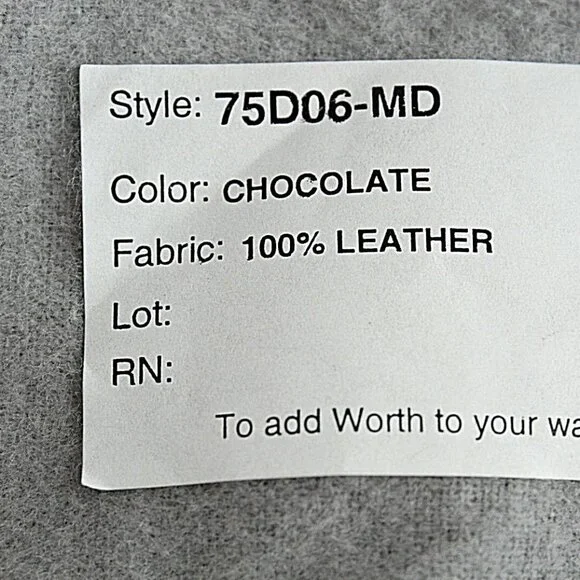 Style: 75D06-MD
Color: CHOCOLATE
Fabric: 100% LEATHER
Lot:
RN:
To add Worth to your wa